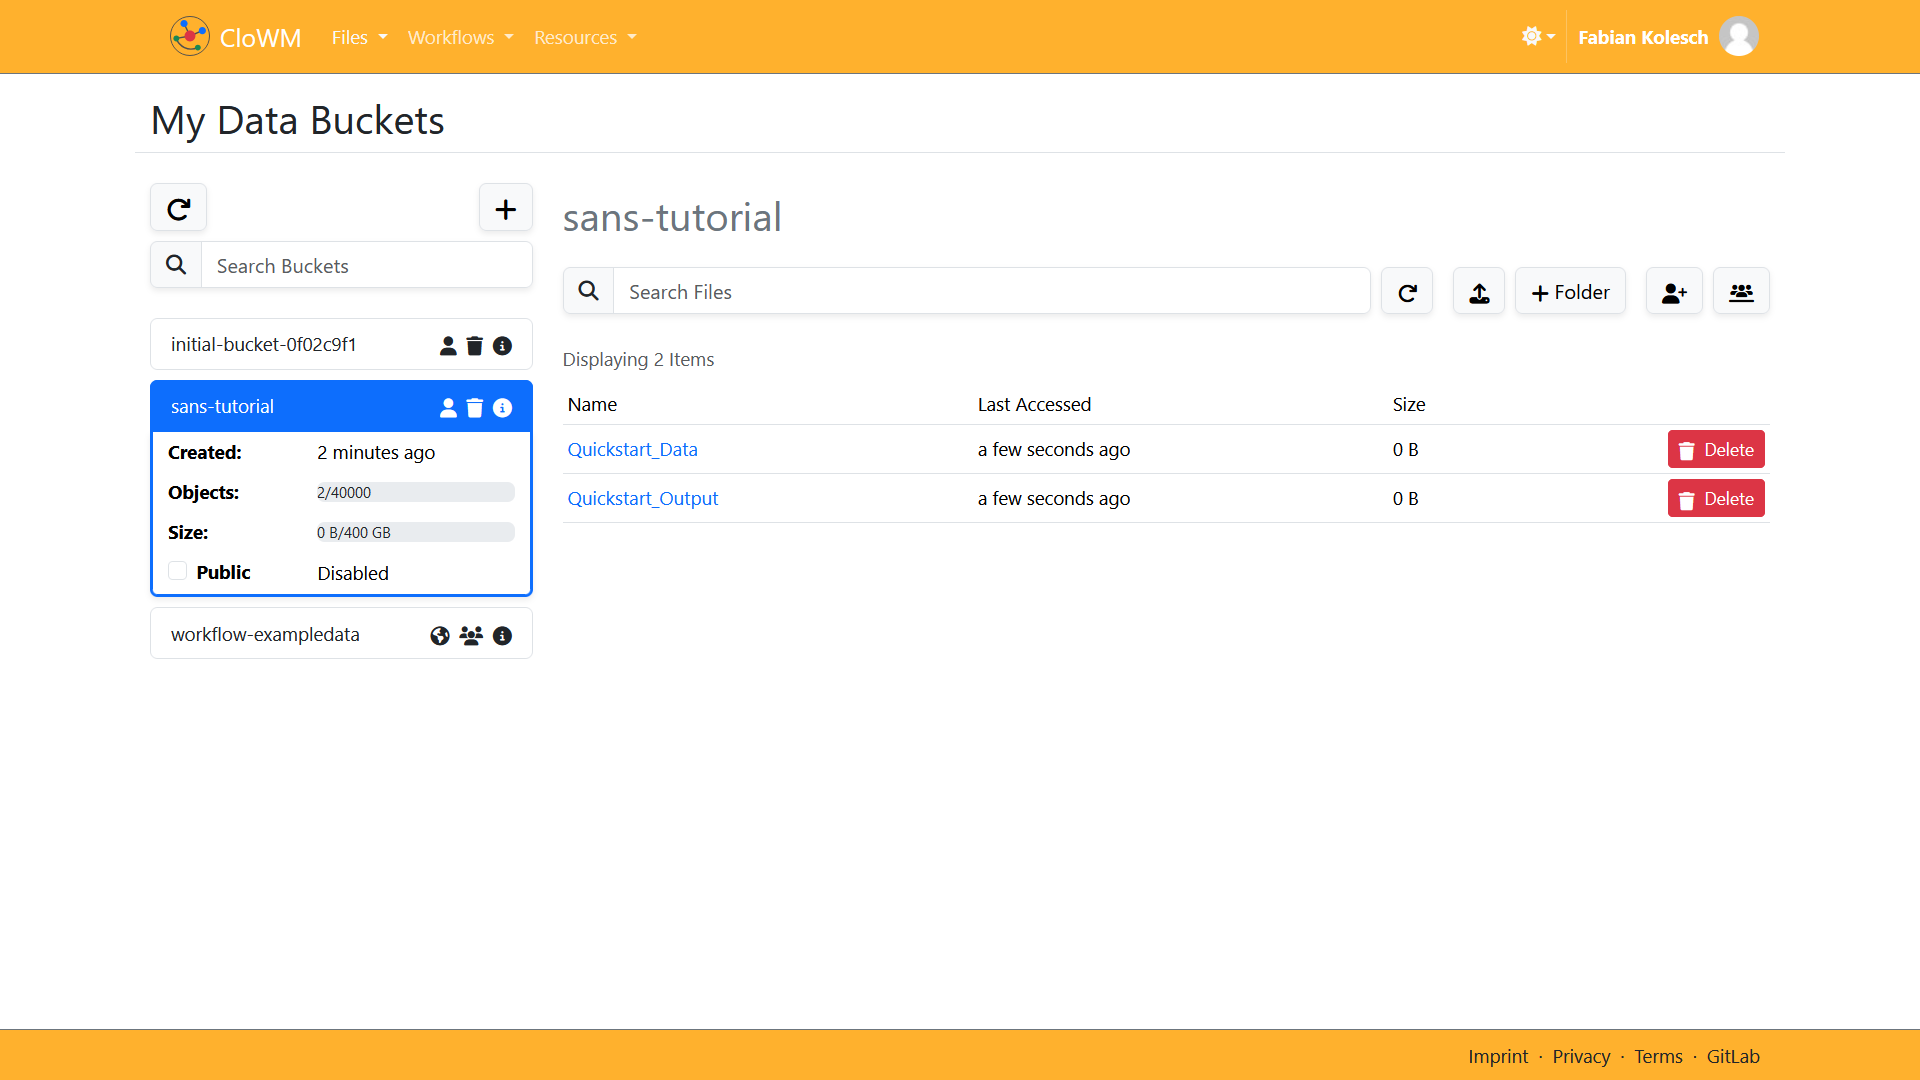 CloWM
Files
Workflows
Resources
Fabian Kolesch
My Data Buckets
Search Buckets
initial-bucket-0f02c9f1
sans-tutorial
Created: 2 minutes ago
Objects: 2/40000
Size: 0 B/400 GB
Public Disabled
workflow-exampledata
sans-tutorial
Search Files
+ Folder
Displaying 2 Items
Name Last Accessed Size
Quickstart_Data a few seconds ago 0 B Delete
Quickstart_Output a few seconds ago 0 B Delete
Imprint · Privacy · Terms · GitLab